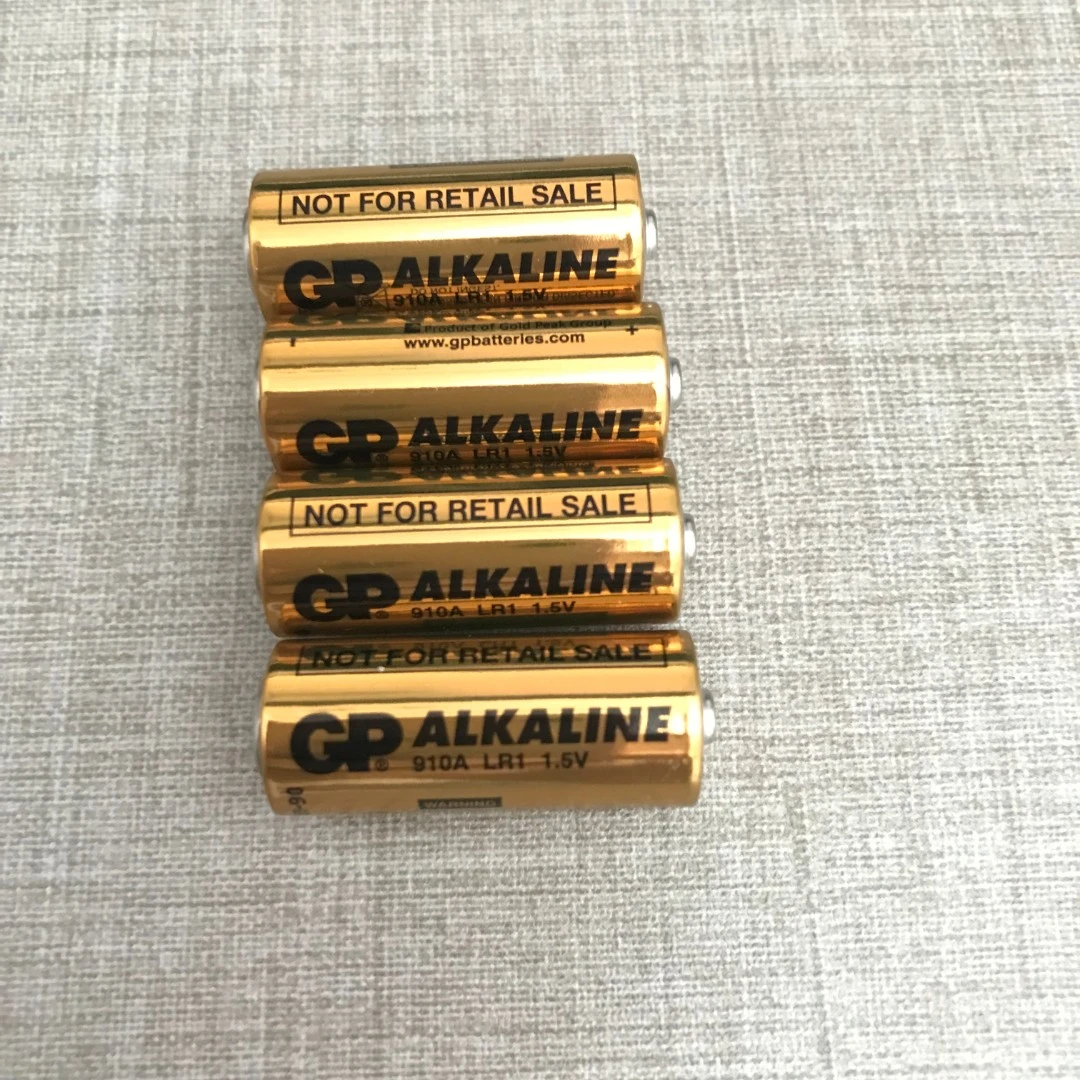 NOT FOR RETAIL SALE
GP ALKALINE
910A LR1 1.5V
Product of Gold Peak Group
- +
www.gpbatteries.com
GP ALKALINE
910A LR1 1.5V
NOT FOR RETAIL SALE
GP ALKALINE
910A LR1 1.5V
NOT FOR RETAIL SALE
GP ALKALINE
910A LR1 1.5V
WARNING